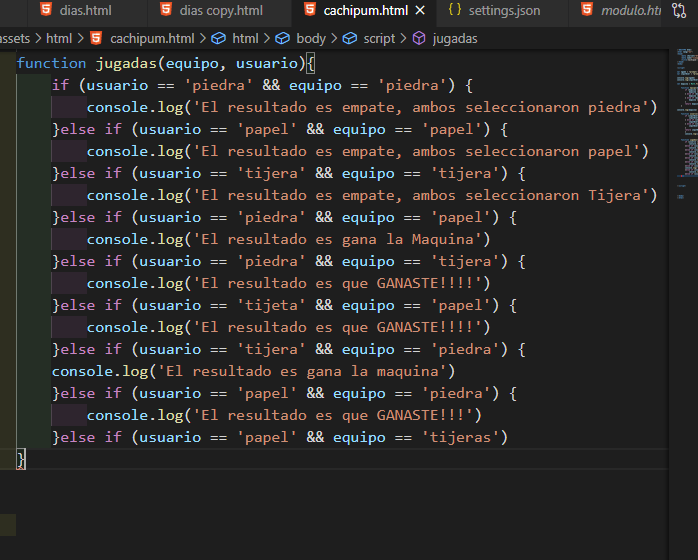 dias.html dias copy.html cachipum.html settings.json modulo.ht
assets > html > cachipum.html > html > body > script > jugadas
function jugadas(equipo, usuario){
if (usuario == 'piedra' && equipo == 'piedra') {
console.log('El resultado es empate, ambos seleccionaron piedra')
}else if (usuario == 'papel' && equipo == 'papel') {
console.log('El resultado es empate, ambos seleccionaron papel')
}else if (usuario == 'tijera' && equipo == 'tijera') {
console.log('El resultado es empate, ambos seleccionaron Tijera')
}else if (usuario == 'piedra' && equipo == 'papel') {
console.log('El resultado es gana la Maquina')
}else if (usuario == 'piedra' && equipo == 'tijera') {
console.log('El resultado es que GANASTE!!!!')
}else if (usuario == 'tijeta' && equipo == 'papel') {
console.log('El resultado es que GANASTE!!!!')
}else if (usuario == 'tijera' && equipo == 'piedra') {
console.log('El resultado es gana la maquina')
}else if (usuario == 'papel' && equipo == 'piedra') {
console.log('El resultado es que GANASTE!!!')
}else if (usuario == 'papel' && equipo == 'tijeras')
}